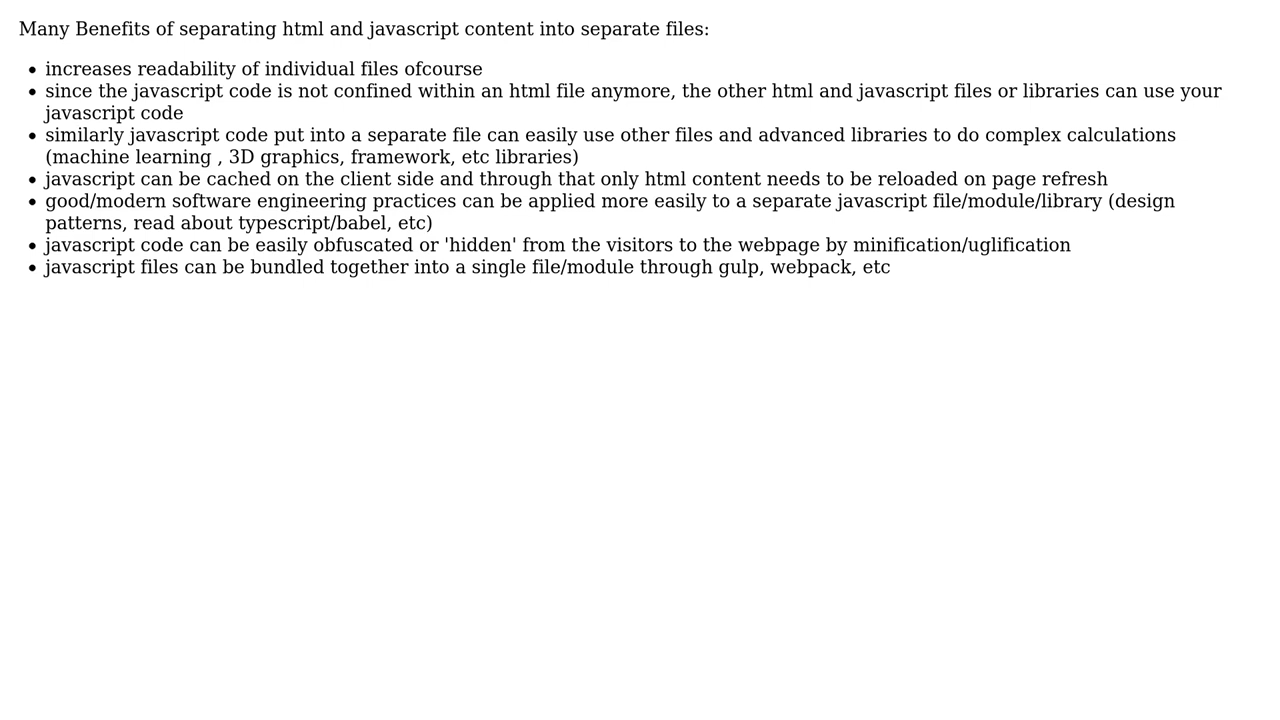 Many Benefits of separating html and javascript content into separate files:
• increases readability of individual files ofcourse
• since the javascript code is not confined within an html file anymore, the other html and javascript files or libraries can use your
javascript code
• similarly javascript code put into a separate file can easily use other files and advanced libraries to do complex calculations
(machine learning , 3D graphics, framework, etc libraries)
• javascript can be cached on the client side and through that only html content needs to be reloaded on page refresh
• good/modern software engineering practices can be applied more easily to a separate javascript file/module/library (design
patterns, read about typescript/babel, etc)
• javascript code can be easily obfuscated or 'hidden' from the visitors to the webpage by minification/uglification
• javascript files can be bundled together into a single file/module through gulp, webpack, etc